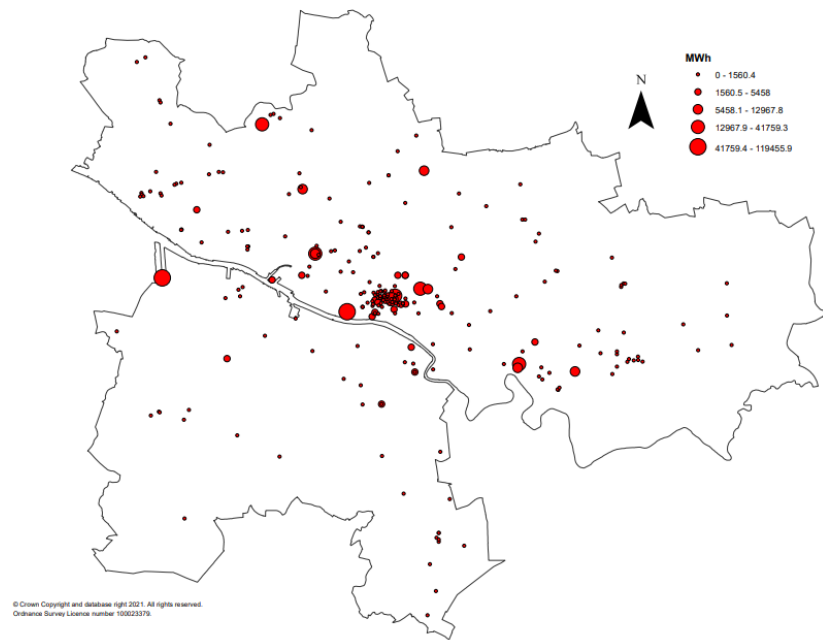 MWh
N
0 - 1560.4
1560.5 - 5458
5458.1 - 12967.8
12967.9 - 41759.3
41759.4 - 119455.9
© Crown Copyright and database right 2021. All rights reserved.
Ordnance Survey Licence number 100023379.